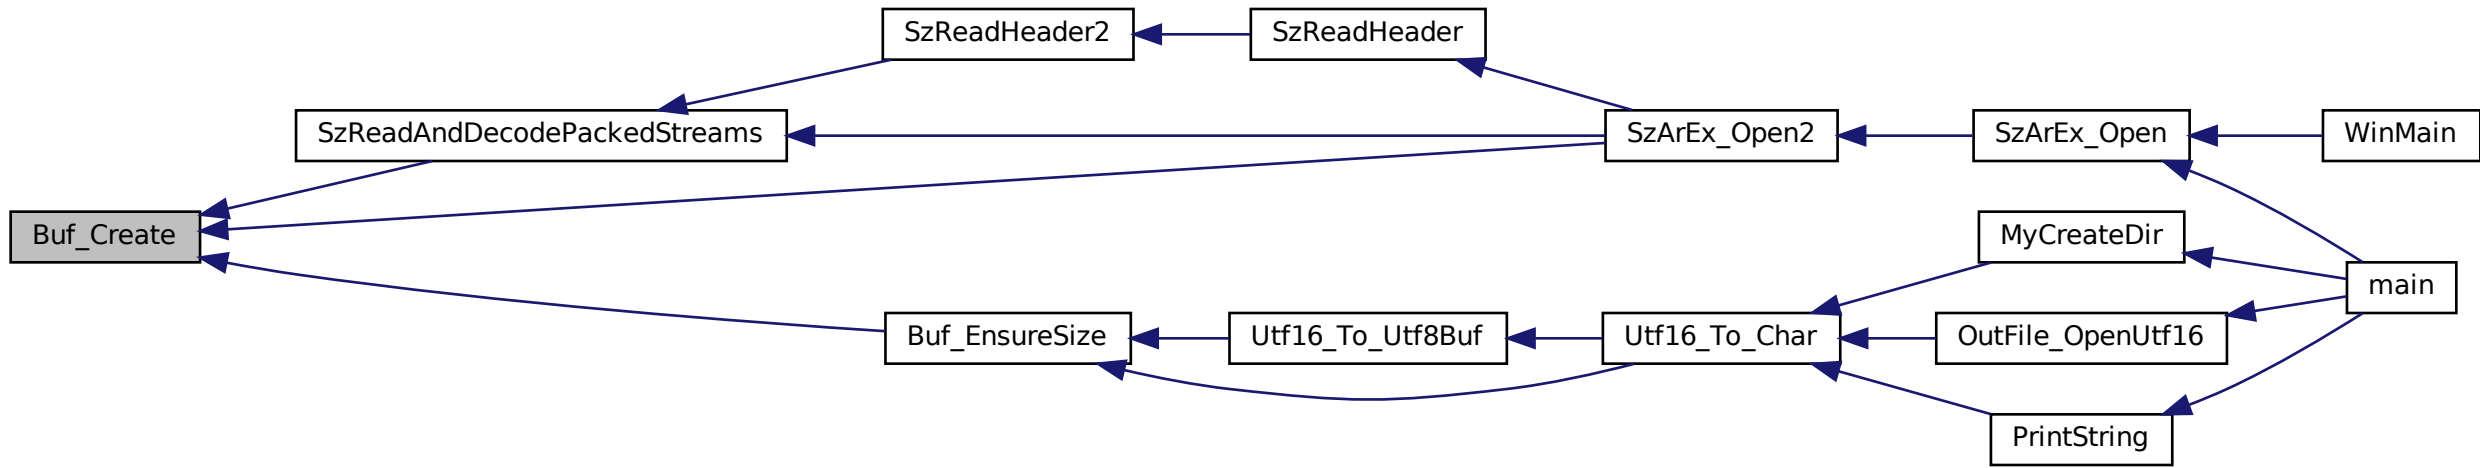 SzReadHeader2
SzReadHeader
SzReadAndDecodePackedStreams
SzArEx_Open2
SzArEx_Open
WinMain
Buf_Create
MyCreateDir
main
Buf_EnsureSize
Utf16_To_Utf8Buf
Utf16_To_Char
OutFile_OpenUtf16
PrintString